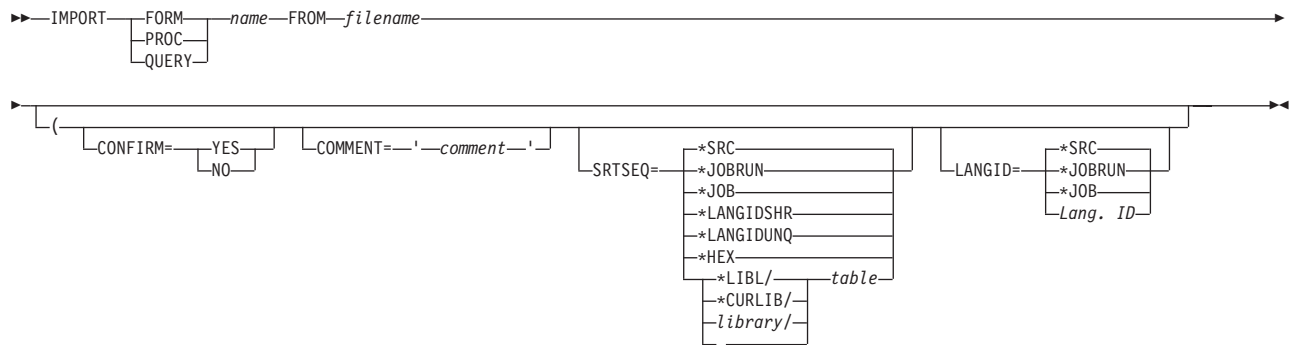 IMPORT FORM name FROM filename
PROC
QUERY
(
CONFIRM= YES COMMENT= ' comment ' *SRC *SRC
NO SRTSEQ= *JOBRUN LANGID= *JOBRUN
*JOB *JOB
*LANGIDSHR Lang. ID
*LANGIDUNQ
*HEX
*LIBL/ table
*CURLIB/
library/